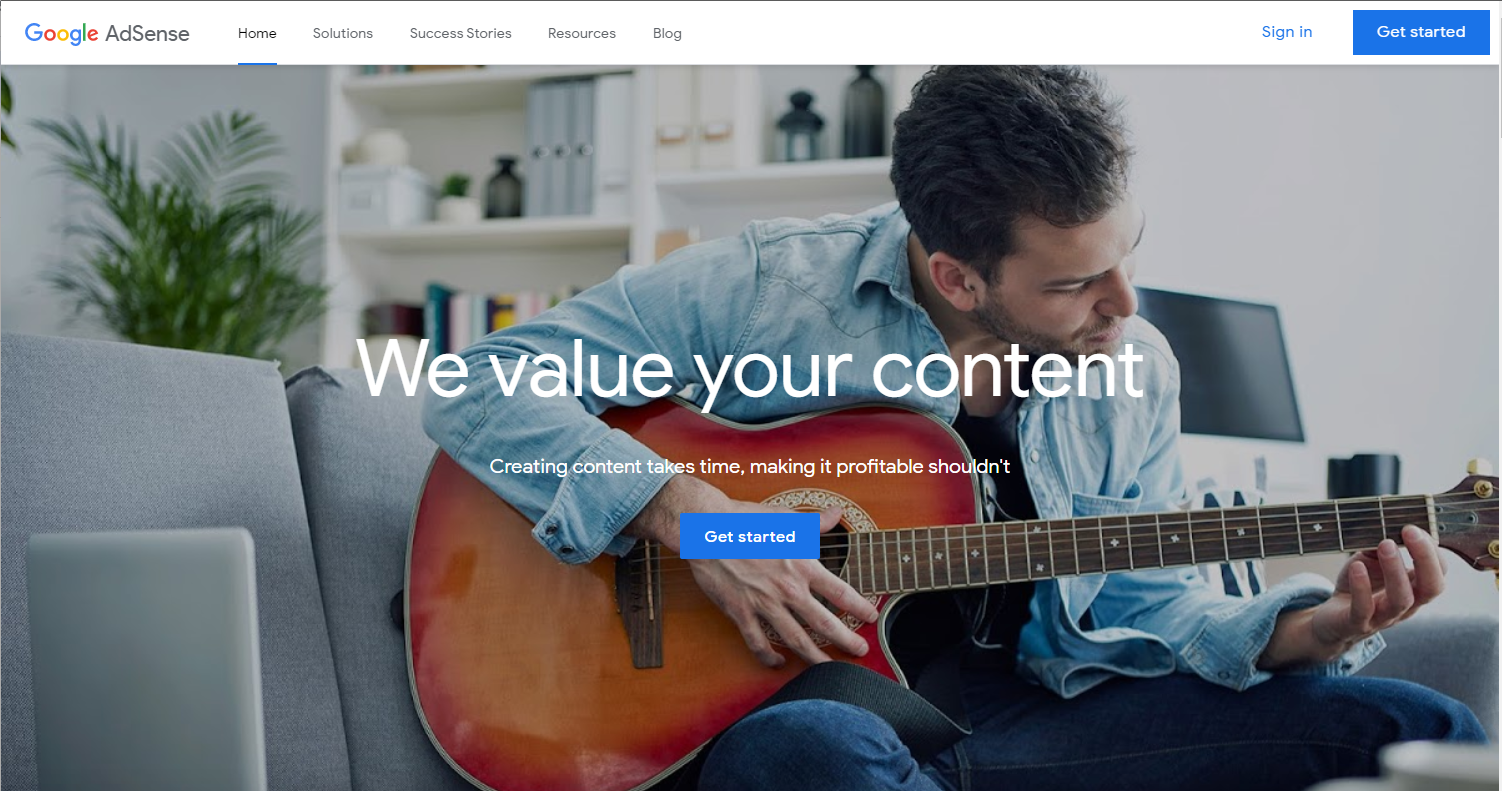 Google AdSense
Home
Solutions
Success Stories
Resources
Blog
Sign in
Get started
We value your content
Creating content takes time, making it profitable shouldn't
Get started